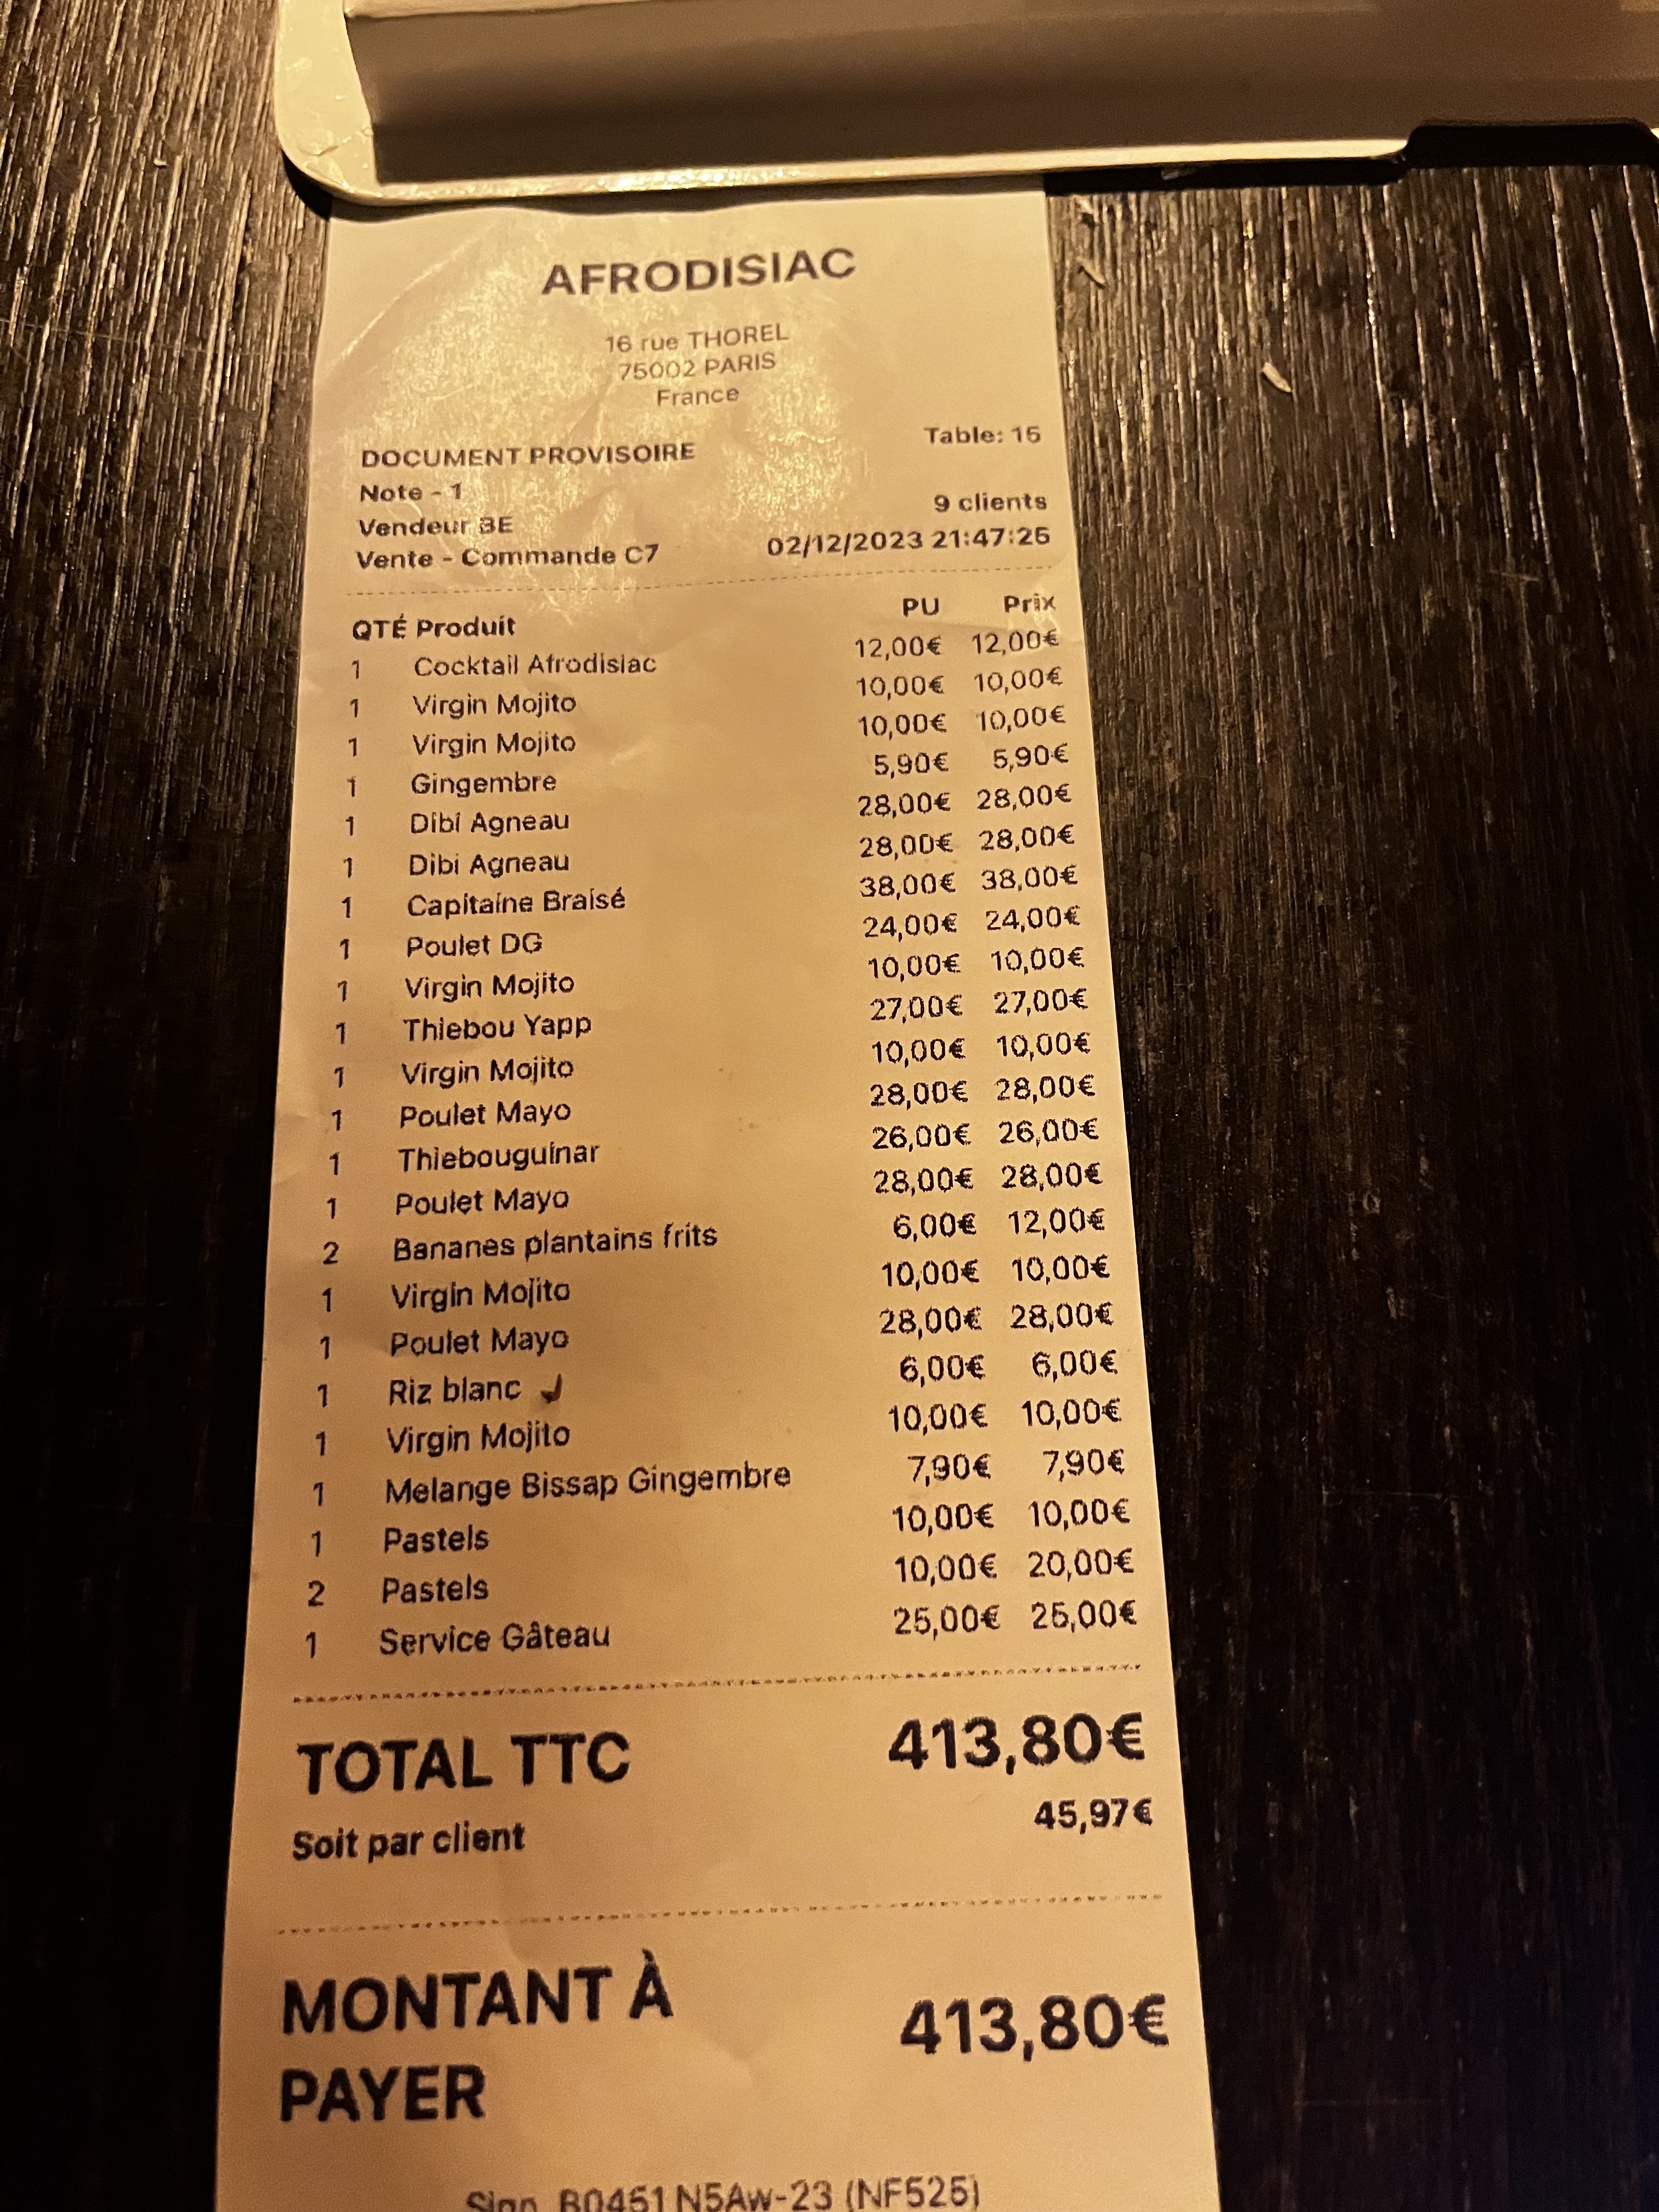 AFRODISIAC
16 rue THOREL
75002 PARIS
France
Table: 15
DOCUMENT PROVISOIRE
Note - 1
9 clients
Vendeur BE
Vente - Commande C7 02/12/2023 21:47:25
QTÉ Produit PU Prix
1 Cocktail Afrodisiac 12,00€ 12,00€
1 Virgin Mojito 10,00€ 10,00€
1 Virgin Mojito 10,00€ 10,00€
1 Gingembre 5,90€ 5,90€
1 Dibi Agneau 28,00€ 28,00€
1 Dibi Agneau 28,00€ 28,00€
1 Capitaine Braisé 38,00€ 38,00€
1 Poulet DG 24,00€ 24,00€
1 Virgin Mojito 10,00€ 10,00€
1 Thiebou Yapp 27,00€ 27,00€
1 Virgin Mojito 10,00€ 10,00€
1 Poulet Mayo 28,00€ 28,00€
1 Thiebouguinar 26,00€ 26,00€
1 Poulet Mayo 28,00€ 28,00€
2 Bananes plantains frits 6,00€ 12,00€
1 Virgin Mojito 10,00€ 10,00€
1 Poulet Mayo 28,00€ 28,00€
1 Riz blanc 6,00€ 6,00€
1 Virgin Mojito 10,00€ 10,00€
1 Melange Bissap Gingembre 7,90€ 7,90€
1 Pastels 10,00€ 10,00€
2 Pastels 10,00€ 20,00€
1 Service Gâteau 25,00€ 25,00€
TOTAL TTC 413,80€
Soit par client 45,97€
MONTANT À
PAYER 413,80€
Sign. B0451 N5Aw-23 (NF525)